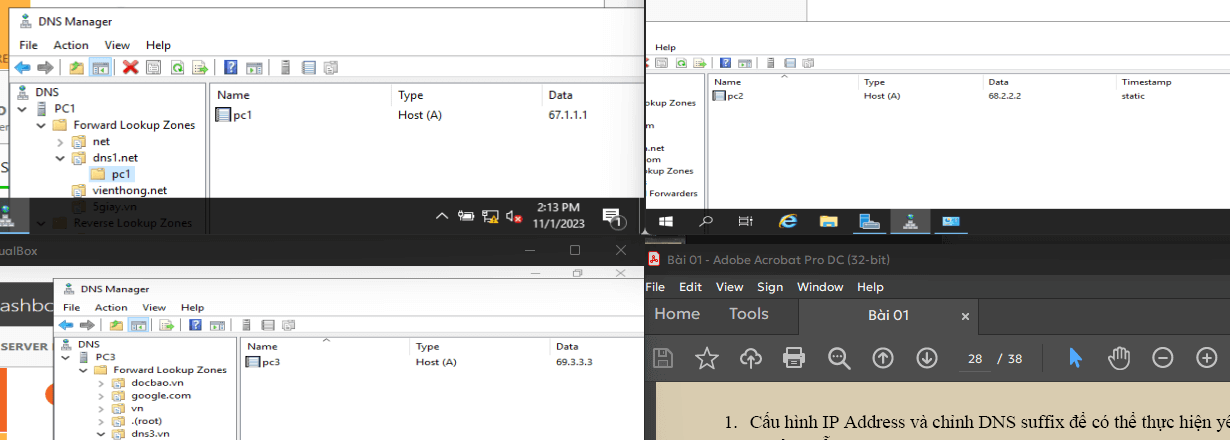 DNS Manager
File Action View Help
DNS
PC1
Forward Lookup Zones
net
dns1.net
pc1
vienthong.net
5giay.vn
Reverse Lookup Zones
Name Type Data
pc1 Host (A) 67.1.1.1
2:13 PM
11/1/2023
1
Help
Name Type Data Timestamp
pc2 Host (A) 68.2.2.2 static
okup Zones
.net
om
kup Zones
Forwarders
ualBox
ashbo
SERVER
DNS Manager
File Action View Help
DNS
PC3
Forward Lookup Zones
docbao.vn
google.com
vn
.(root)
dns3.vn
Name Type Data
pc3 Host (A) 69.3.3.3
Bài 01 - Adobe Acrobat Pro DC (32-bit)
File Edit View Sign Window Help
Home Tools Bài 01 ×
28 / 38
1. Cấu hình IP Address và chỉnh DNS suffix để có thể thực hiện yê